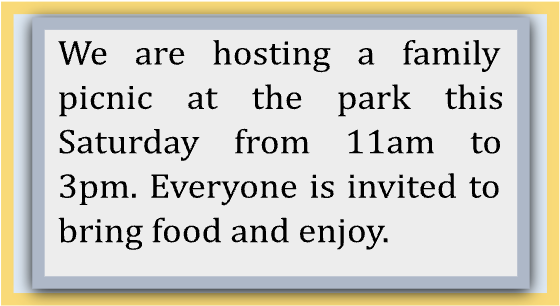 We are hosting a family
picnic at the park this
Saturday from 11am to
3pm. Everyone is invited to
bring food and enjoy.